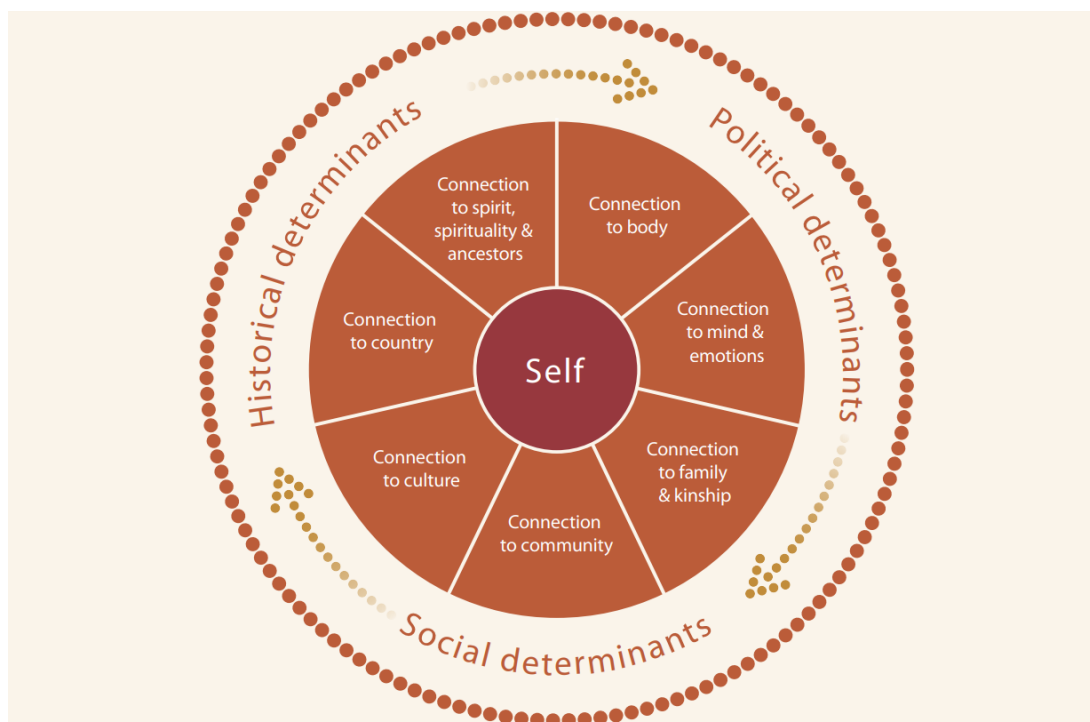 Historical determinants
Political determinants
Social determinants
Connection
to spirit,
spirituality &
ancestors
Connection
to body
Connection
to mind &
emotions
Connection
to family
& kinship
Connection
to community
Connection
to culture
Connection
to country
Self